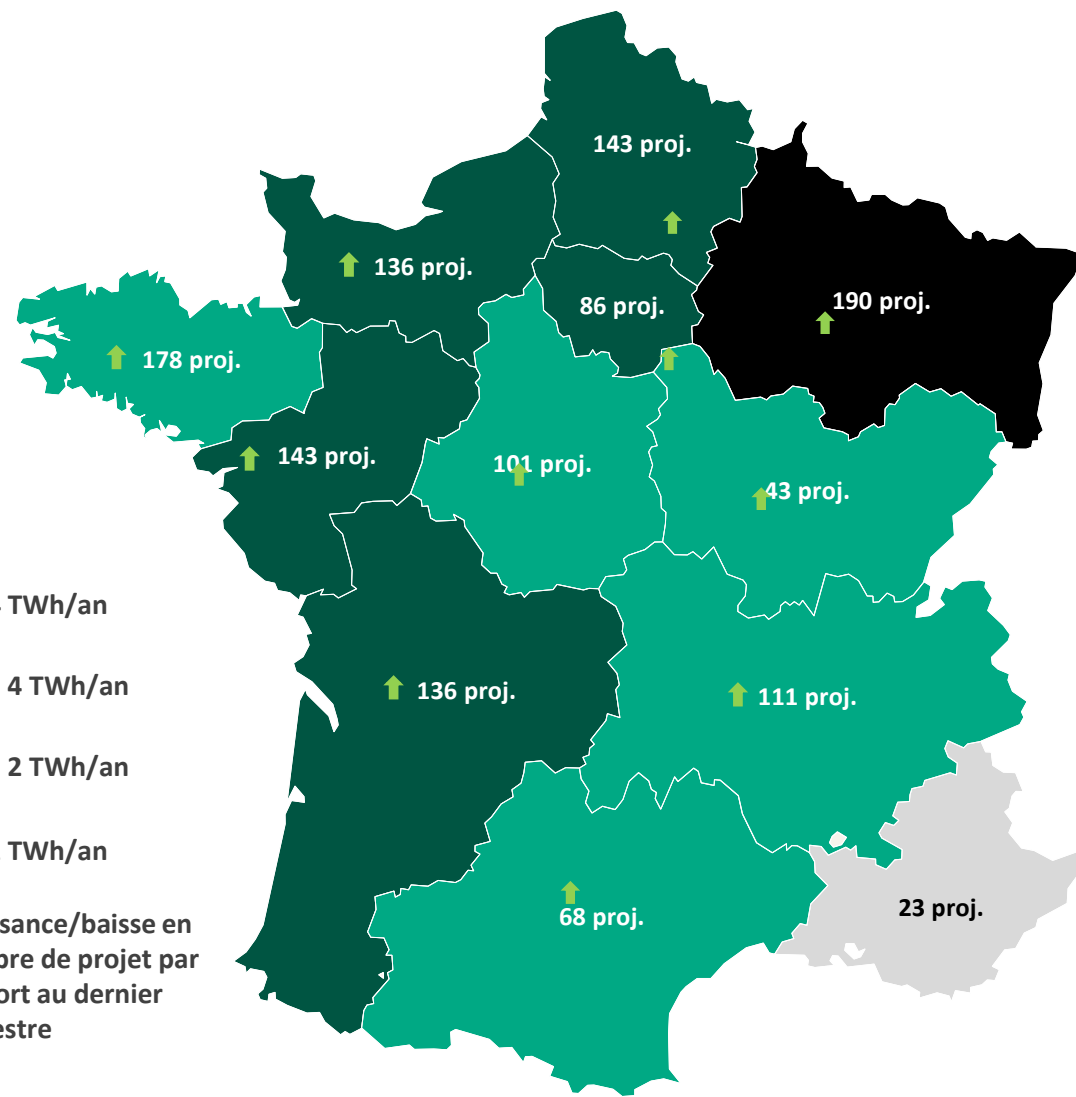 143 proj.
136 proj.
86 proj.
190 proj.
178 proj.
143 proj.
101 proj.
43 proj.
TWh/an
4 TWh/an
136 proj.
111 proj.
2 TWh/an
TWh/an
23 proj.
68 proj.
sance/baisse en
bre de projet par
ort au dernier
estre